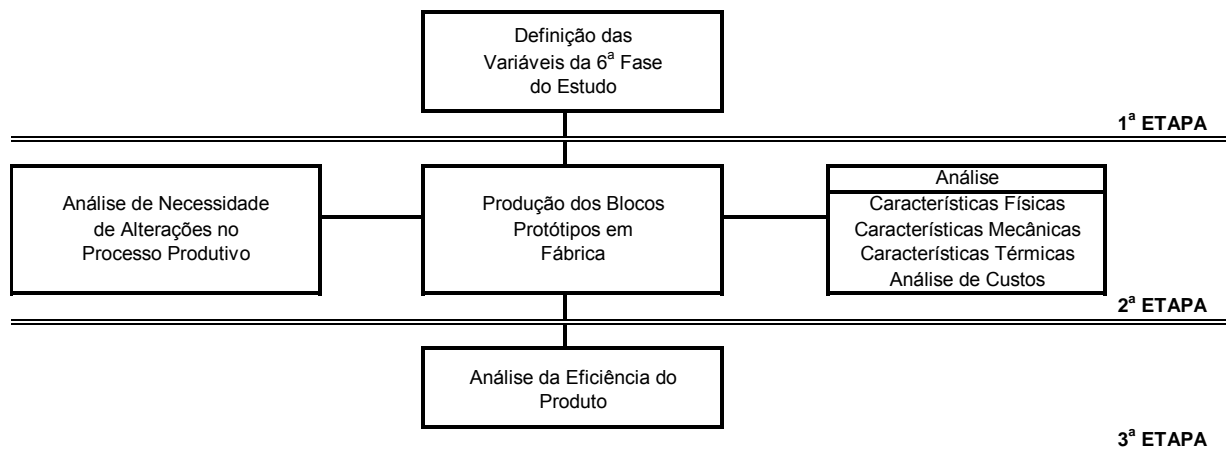 Definição das
Variáveis da 6ª Fase
do Estudo
1ª ETAPA
Análise de Necessidade
de Alterações no
Processo Produtivo
Produção dos Blocos
Protótipos em
Fábrica
Análise
Características Físicas
Características Mecânicas
Características Térmicas
Análise de Custos
2ª ETAPA
Análise da Eficiência do
Produto
3ª ETAPA